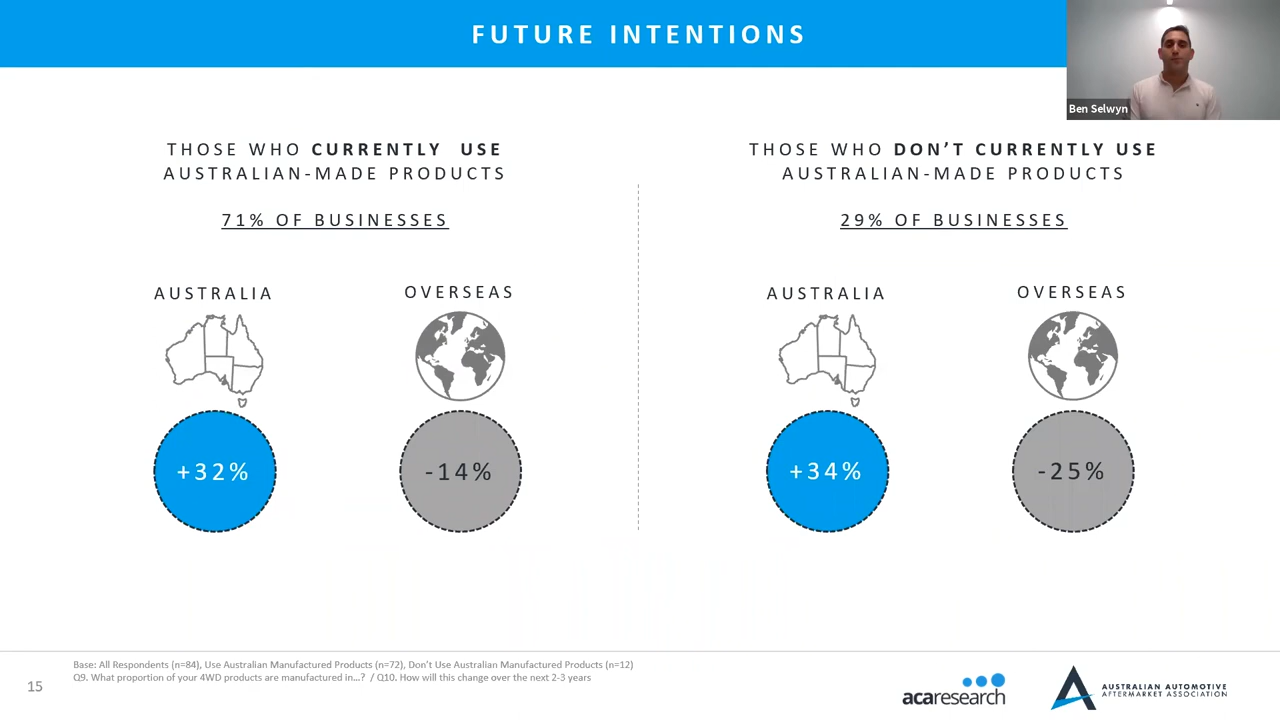 FUTURE INTENTIONS
Ben Selwyn
THOSE WHO CURRENTLY USE
AUSTRALIAN-MADE PRODUCTS
71% OF BUSINESSES
AUSTRALIA
OVERSEAS
+32%
-14%
THOSE WHO DON'T CURRENTLY USE
AUSTRALIAN-MADE PRODUCTS
29% OF BUSINESSES
AUSTRALIA
OVERSEAS
+34%
-25%
Base: All Respondents (n=84), Use Australian Manufactured Products (n=72), Don't Use Australian Manufactured Products (n=12)
Q9. What proportion of your 4WD products are manufactured in...? / Q10. How will this change over the next 2-3 years
15
acaresearch
AUSTRALIAN AUTOMOTIVE
AFTERMARKET ASSOCIATION